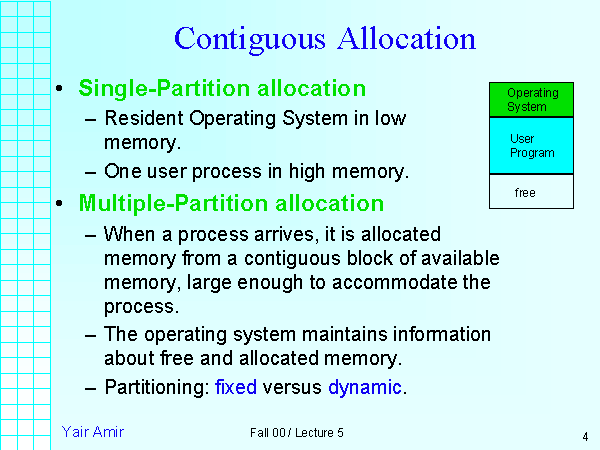 Contiguous Allocation
• Single-Partition allocation
– Resident Operating System in low
memory.
– One user process in high memory.
• Multiple-Partition allocation
– When a process arrives, it is allocated
memory from a contiguous block of available
memory, large enough to accommodate the
process.
– The operating system maintains information
about free and allocated memory.
– Partitioning: fixed versus dynamic.
Operating
System
User
Program
free
Yair Amir
Fall 00 / Lecture 5
4